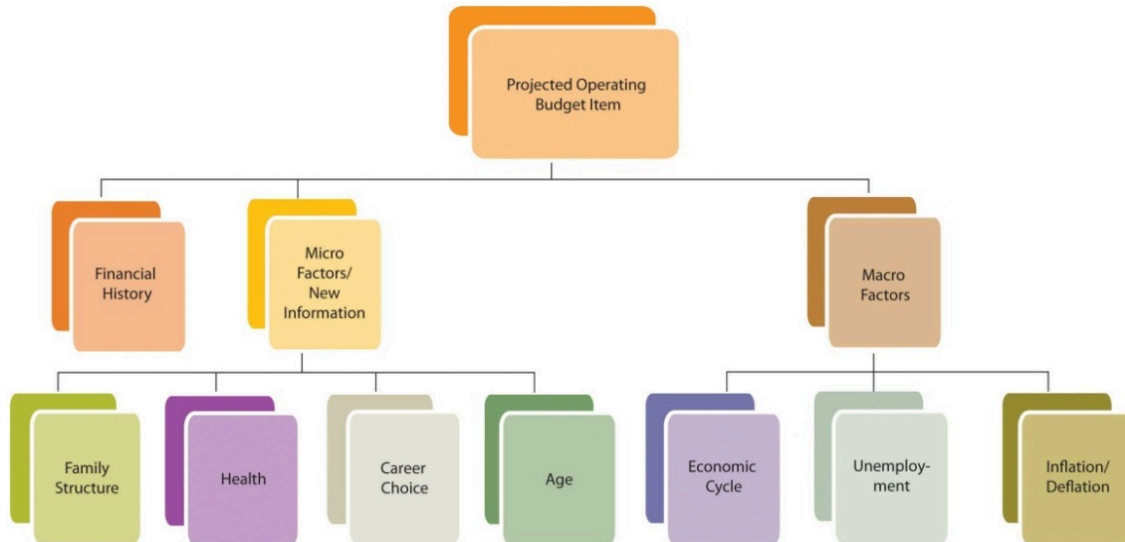 Projected Operating
Budget Item
Financial
History
Micro
Factors/
New
Information
Macro
Factors
Family
Structure
Health
Career
Choice
Age
Economic
Cycle
Unemploy-
ment
Inflation/
Deflation